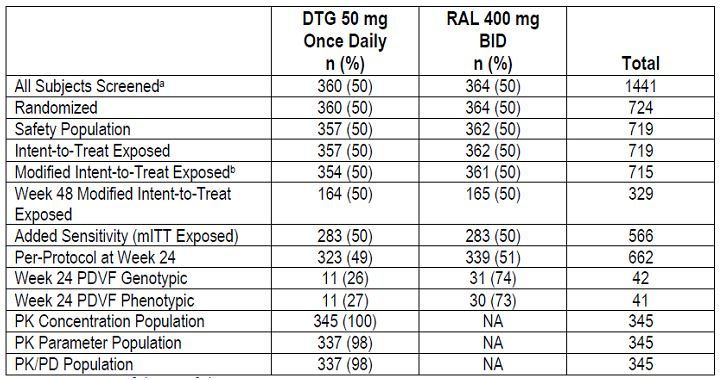 DTG 50 mg Once Daily n (%) RAL 400 mg BID n (%) Total
All Subjects Screenedᵃ 360 (50) 364 (50) 1441
Randomized 360 (50) 364 (50) 724
Safety Population 357 (50) 362 (50) 719
Intent-to-Treat Exposed 357 (50) 362 (50) 719
Modified Intent-to-Treat Exposedᵇ 354 (50) 361 (50) 715
Week 48 Modified Intent-to-Treat Exposed 164 (50) 165 (50) 329
Added Sensitivity (mITT Exposed) 283 (50) 283 (50) 566
Per-Protocol at Week 24 323 (49) 339 (51) 662
Week 24 PDVF Genotypic 11 (26) 31 (74) 42
Week 24 PDVF Phenotypic 11 (27) 30 (73) 41
PK Concentration Population 345 (100) NA 345
PK Parameter Population 337 (98) NA 345
PK/PD Population 337 (98) NA 345